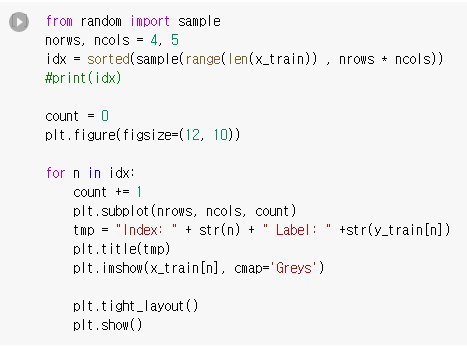 from random import sample
norws, ncols = 4, 5
idx = sorted(sample(range(len(x_train)) , nrows * ncols))
#print(idx)

count = 0
plt.figure(figsize=(12, 10))

for n in idx:
    count += 1
    plt.subplot(nrows, ncols, count)
    tmp = "Index: " + str(n) + " Label: " +str(y_train[n])
    plt.title(tmp)
    plt.imshow(x_train[n], cmap='Greys')

    plt.tight_layout()
    plt.show()